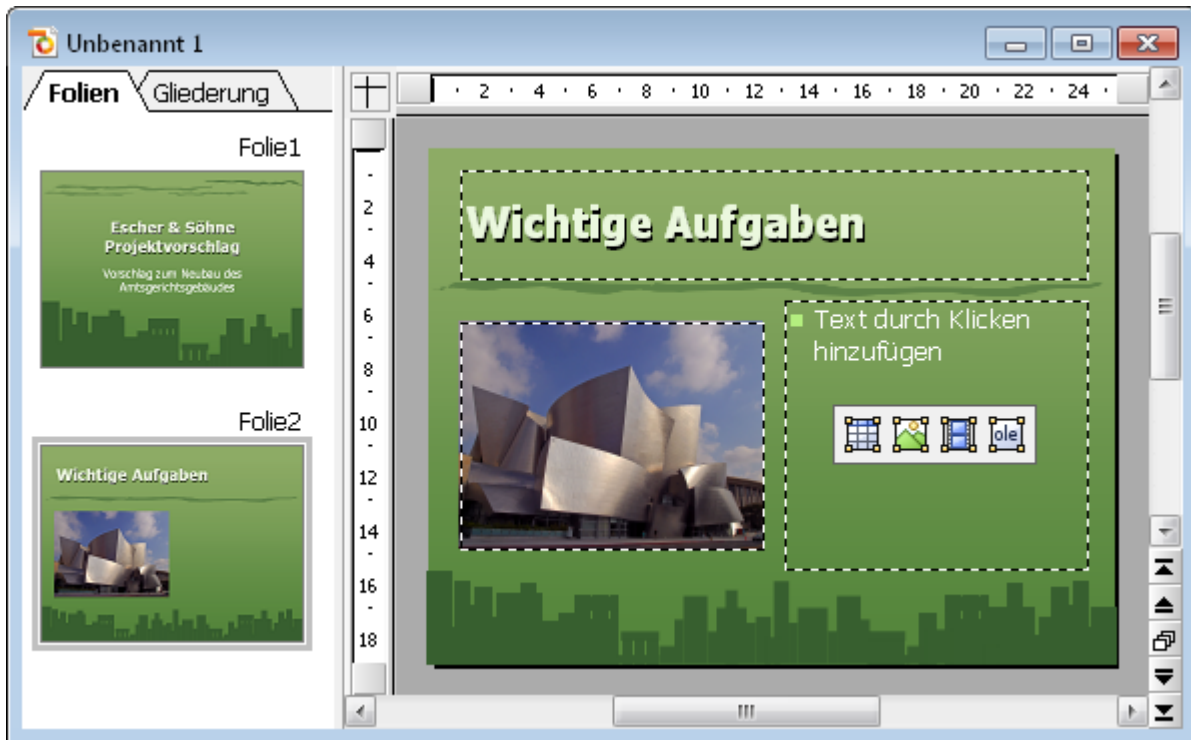 Unbenannt 1
Folien
Gliederung
2 4 6 8 10 12 14 16 18 20 22 24
Folie1
Escher & Söhne
Projektvorschlag
Vorschlag zum Neubau des
Amtsgerichtsgebäudes
Folie2
Wichtige Aufgaben
2
4
6
8
10
12
14
16
18
Wichtige Aufgaben
Text durch Klicken
hinzufügen
ole